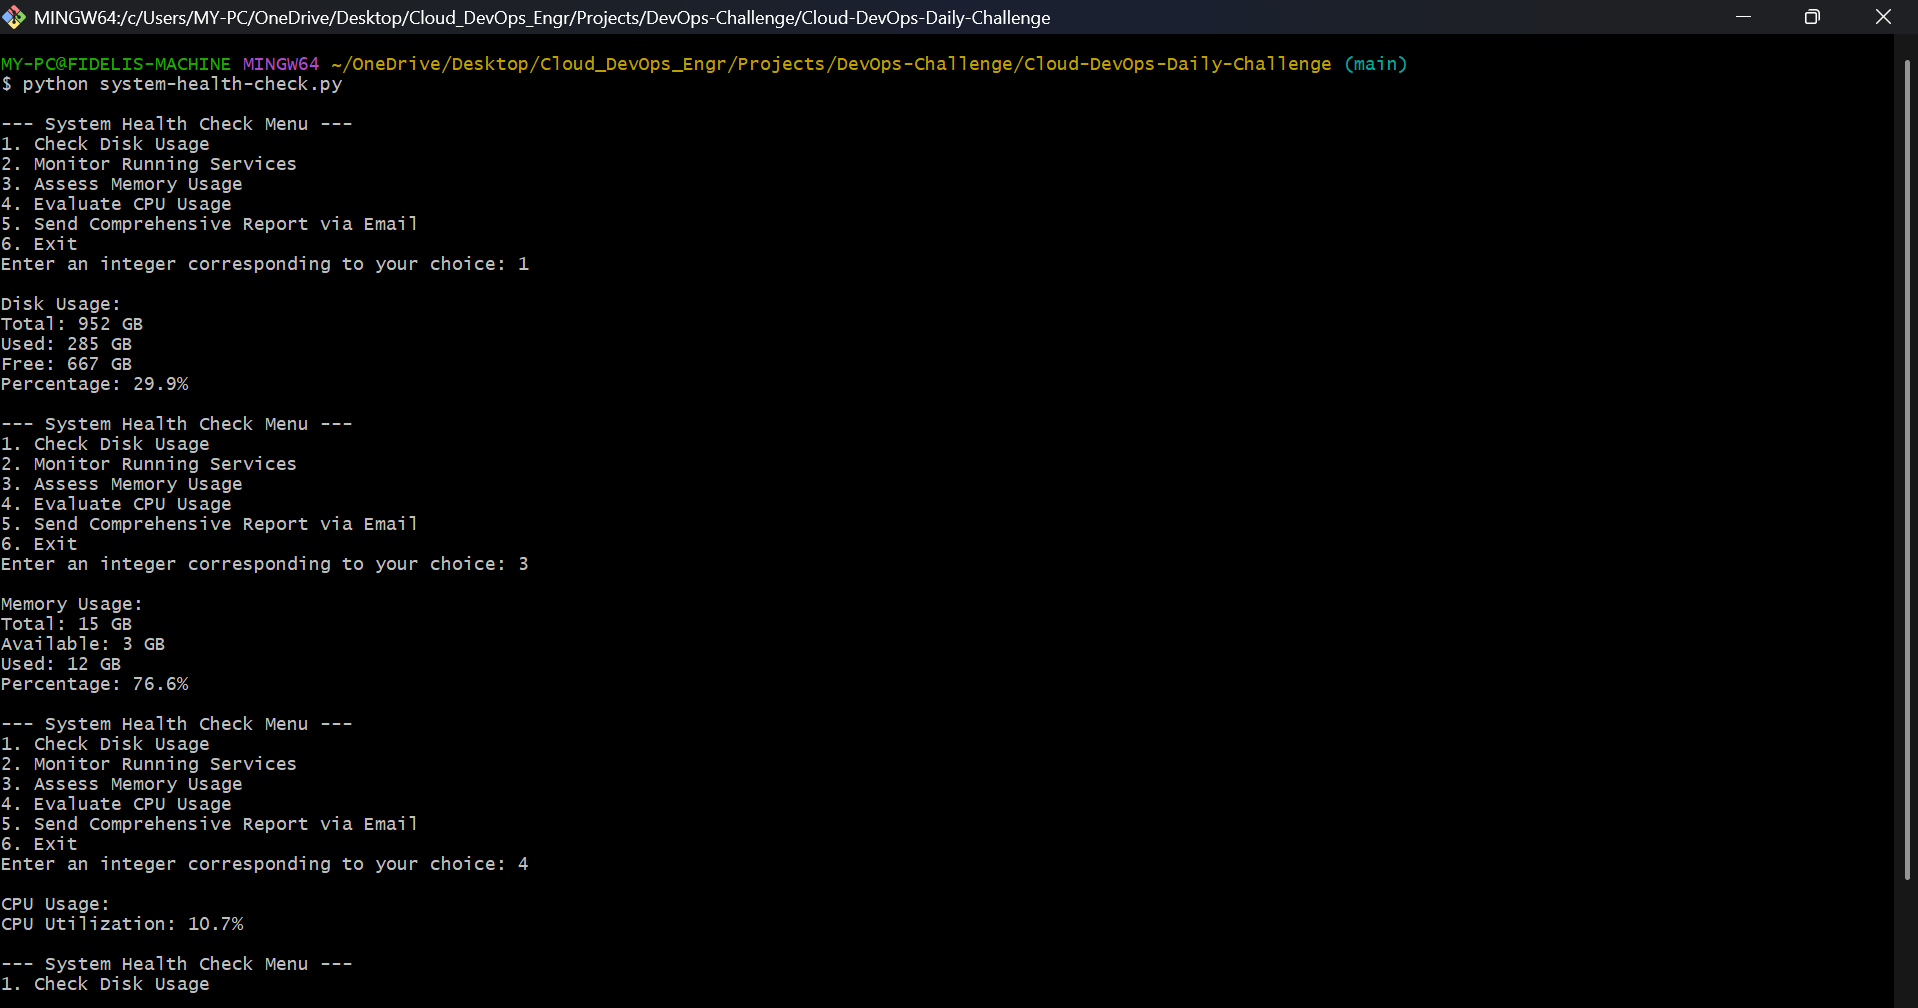 MINGW64:/c/Users/MY-PC/OneDrive/Desktop/Cloud_DevOps_Engr/Projects/DevOps-Challenge/Cloud-DevOps-Daily-Challenge
MY-PC@FIDELIS-MACHINE MINGW64 ~/OneDrive/Desktop/Cloud_DevOps_Engr/Projects/DevOps-Challenge/Cloud-DevOps-Daily-Challenge (main)
$ python system-health-check.py
--- System Health Check Menu ---
1. Check Disk Usage
2. Monitor Running Services
3. Assess Memory Usage
4. Evaluate CPU Usage
5. Send Comprehensive Report via Email
6. Exit
Enter an integer corresponding to your choice: 1
Disk Usage:
Total: 952 GB
Used: 285 GB
Free: 667 GB
Percentage: 29.9%
--- System Health Check Menu ---
1. Check Disk Usage
2. Monitor Running Services
3. Assess Memory Usage
4. Evaluate CPU Usage
5. Send Comprehensive Report via Email
6. Exit
Enter an integer corresponding to your choice: 3
Memory Usage:
Total: 15 GB
Available: 3 GB
Used: 12 GB
Percentage: 76.6%
--- System Health Check Menu ---
1. Check Disk Usage
2. Monitor Running Services
3. Assess Memory Usage
4. Evaluate CPU Usage
5. Send Comprehensive Report via Email
6. Exit
Enter an integer corresponding to your choice: 4
CPU Usage:
CPU Utilization: 10.7%
--- System Health Check Menu ---
1. Check Disk Usage